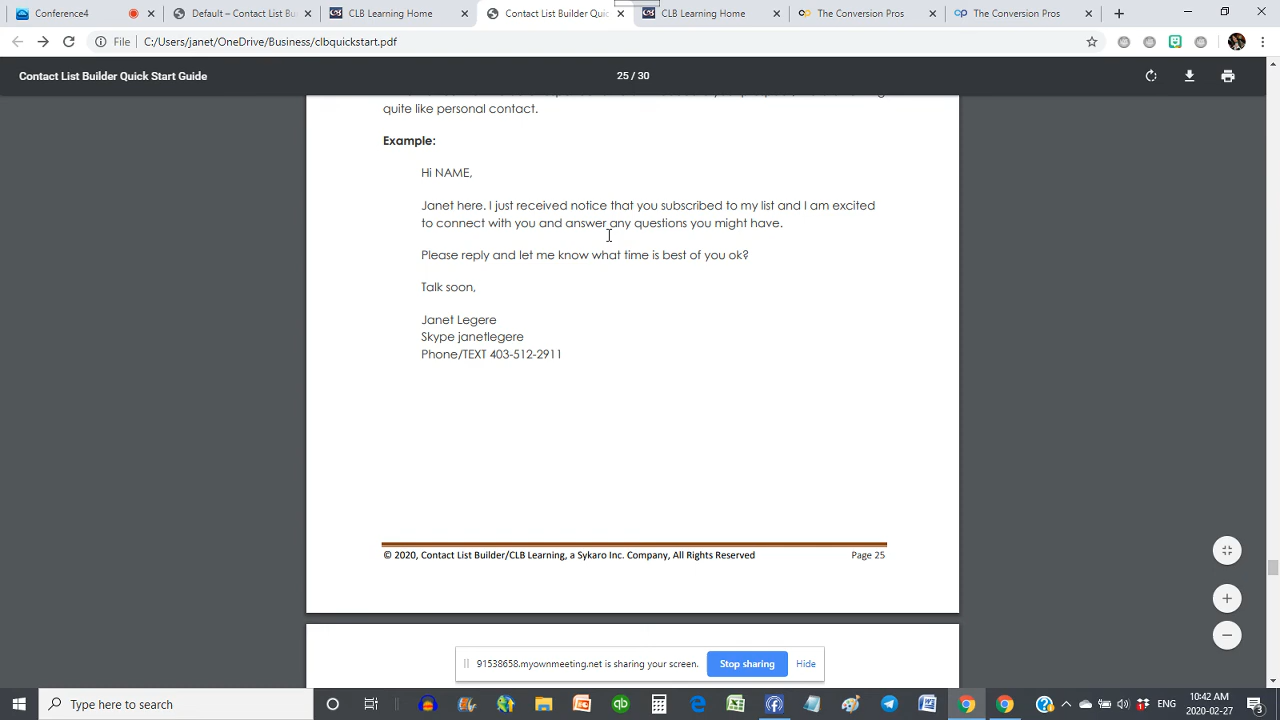 Conference4
Default – Contact List Bui
CLB Learning Home
Contact List Builder Quic
CLB Learning Home
The Conversion Pros
The Conversion Pros
File
C:/Users/janet/OneDrive/Business/clbquickstart.pdf
Contact List Builder Quick Start Guide
25 / 30
quite like personal contact.
Example:
Hi NAME,
Janet here. I just received notice that you subscribed to my list and I am excited
to connect with you and answer any questions you might have.
Please reply and let me know what time is best of you ok?
Talk soon,
Janet Legere
Skype janetlegere
Phone/TEXT 403-512-2911
© 2020, Contact List Builder/CLB Learning, a Sykaro Inc. Company, All Rights Reserved
Page 25
91538658.myownmeeting.net is sharing your screen.
Stop sharing
Hide
Type here to search
ENG
10:42 AM
2020-02-27